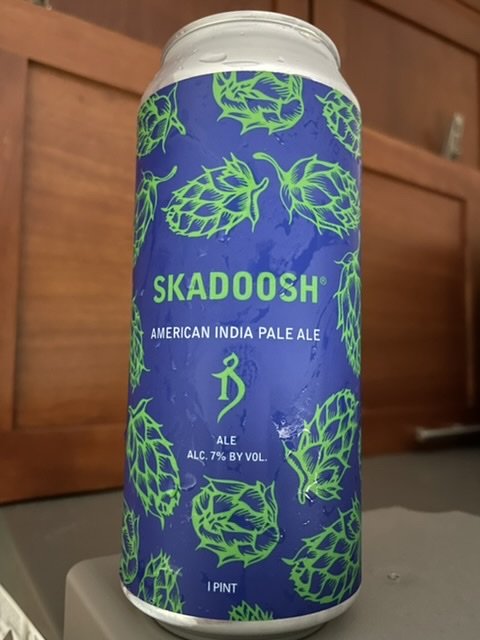 SKADOOSH®
AMERICAN INDIA PALE ALE
ALE
ALC. 7% BY VOL.
1 PINT